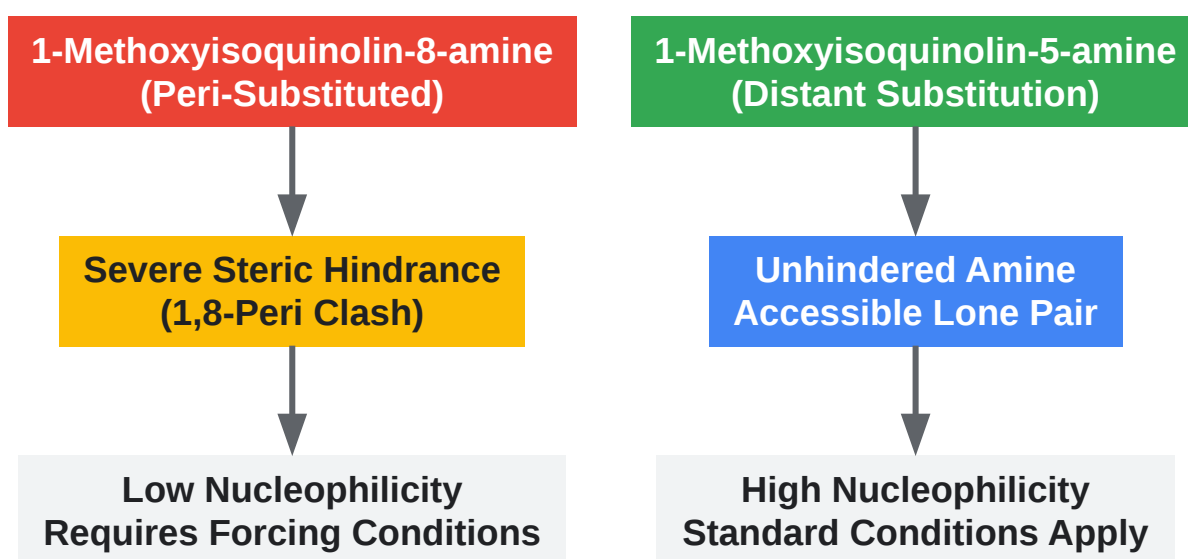 1-Methoxyisoquinolin-8-amine
(Peri-Substituted)
Severe Steric Hindrance
(1,8-Peri Clash)
Low Nucleophilicity
Requires Forcing Conditions
1-Methoxyisoquinolin-5-amine
(Distant Substitution)
Unhindered Amine
Accessible Lone Pair
High Nucleophilicity
Standard Conditions Apply